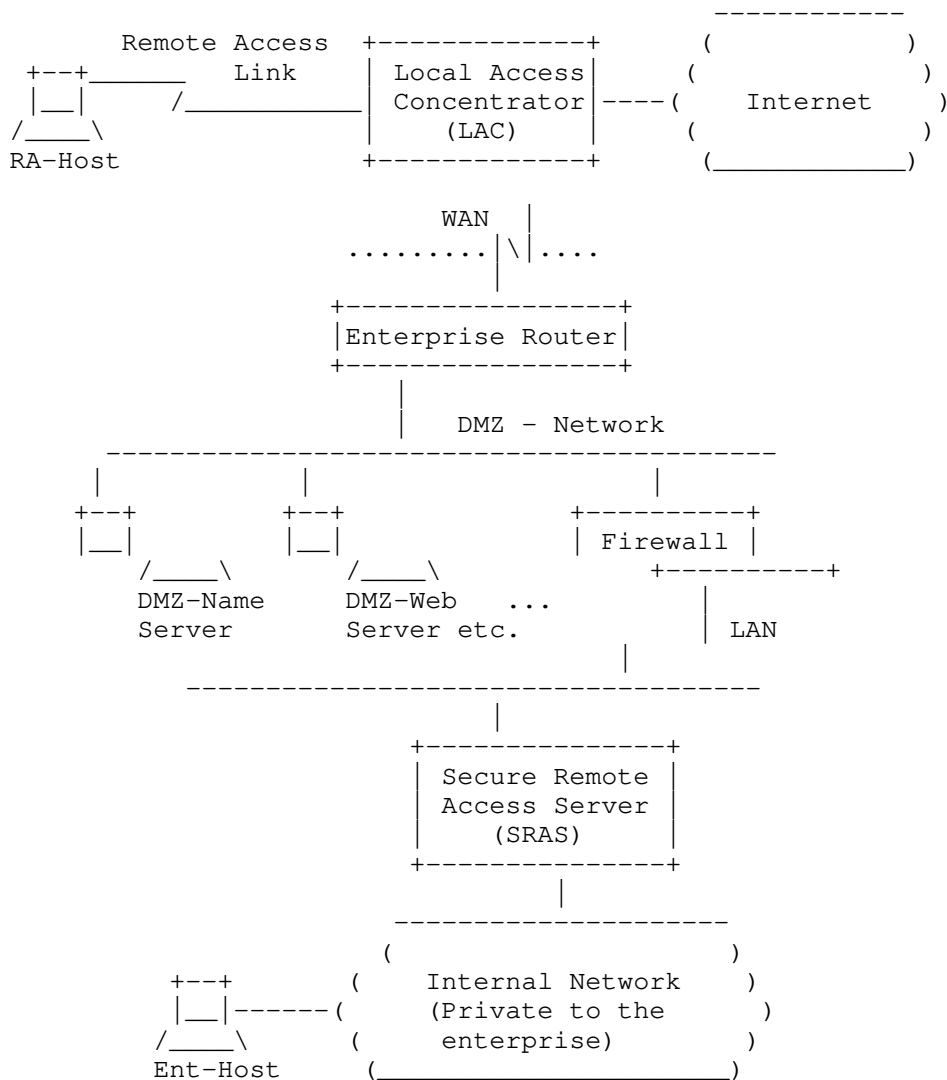 Remote Access
Link
Local Access
Concentrator
(LAC)
Internet
RA-Host
WAN
Enterprise Router
DMZ - Network
Firewall
DMZ-Name
Server
DMZ-Web
Server etc.
...
LAN
Secure Remote
Access Server
(SRAS)
Internal Network
(Private to the
enterprise)
Ent-Host